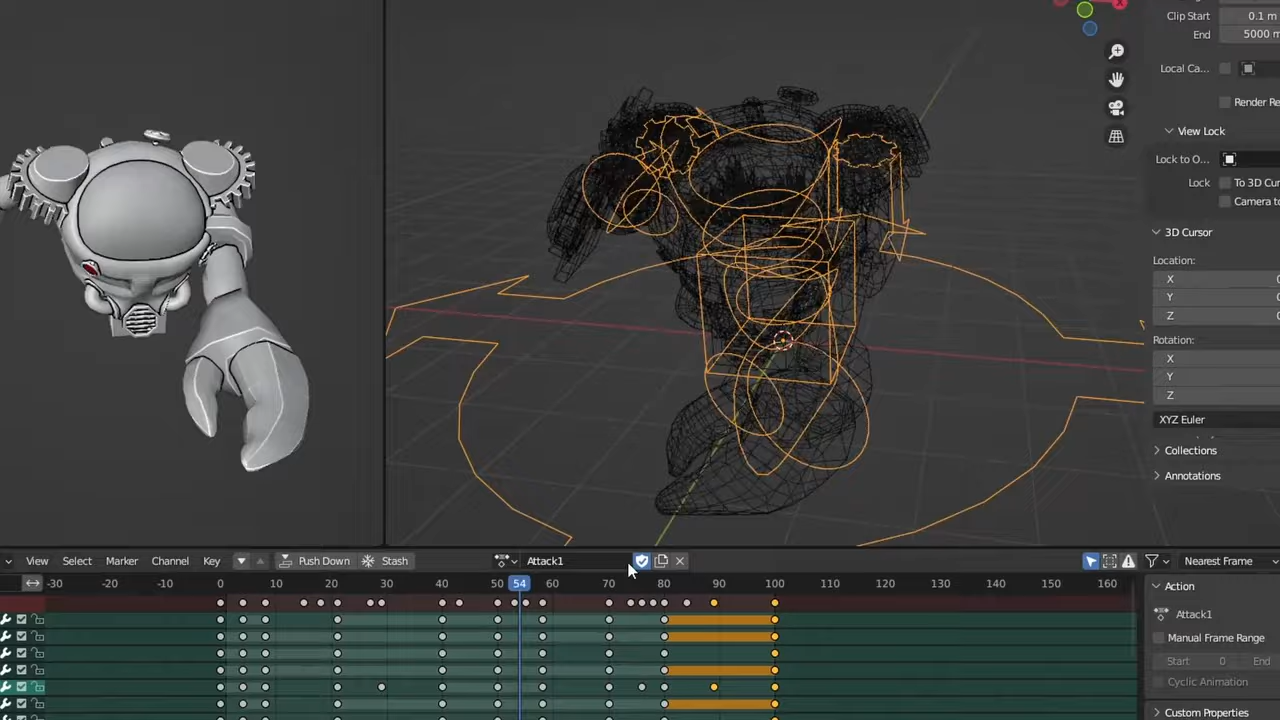 Clip Start 0.1 m
End 5000 m
Local Ca...
Render Re
View Lock
Lock to O...
Lock To 3D Cur
Camera to
3D Cursor
Location:
X
Y
Z
Rotation:
X
Y
Z
XYZ Euler
Collections
Annotations
View Select Marker Channel Key Push Down Stash Attack1 Nearest Frame
-30 -20 -10 0 10 20 30 40 50 54 60 70 80 90 100 110 120 130 140 150 160
Action
Attack1
Manual Frame Range
Start 0 End
Cyclic Animation
Custom Properties